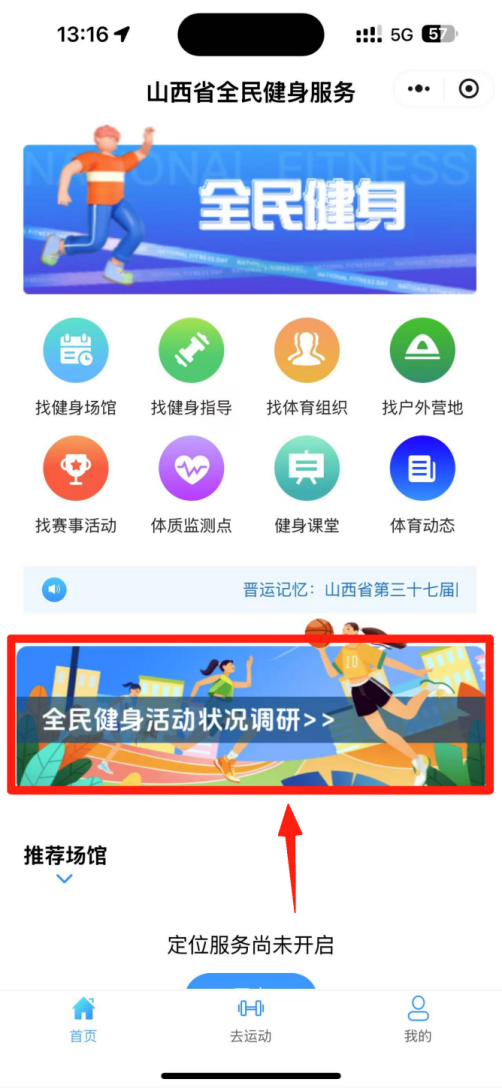 13:16
5G
57
山西省全民健身服务
NATIONAL FITNESS
全民健身
找健身场馆
找健身指导
找体育组织
找户外营地
找赛事活动
体质监测点
健身课堂
体育动态
晋运记忆：山西省第三十七届
10
全民健身活动状况调研>>
推荐场馆
定位服务尚未开启
首页
去运动
我的